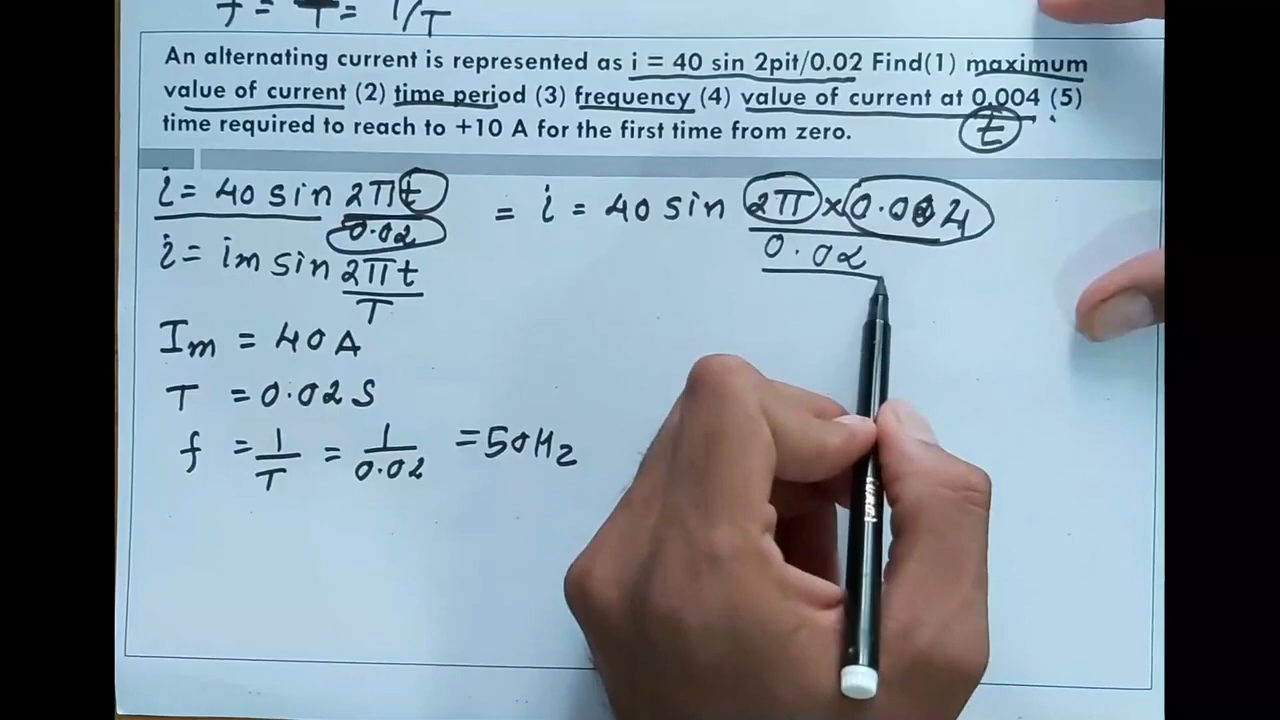 f = T = 1/T
An alternating current is represented as i = 40 sin 2pit/0.02 Find(1) maximum
value of current (2) time period (3) frequency (4) value of current at 0.004 (5)
time required to reach to +10 A for the first time from zero.
t
i = 40 sin 2πt
0.02
= i = 40 sin 2π × 0.004
0.02
i = im sin 2πt
T
Im = 40A
T = 0.02 S
f = 1/T = 1/0.02 = 50Hz